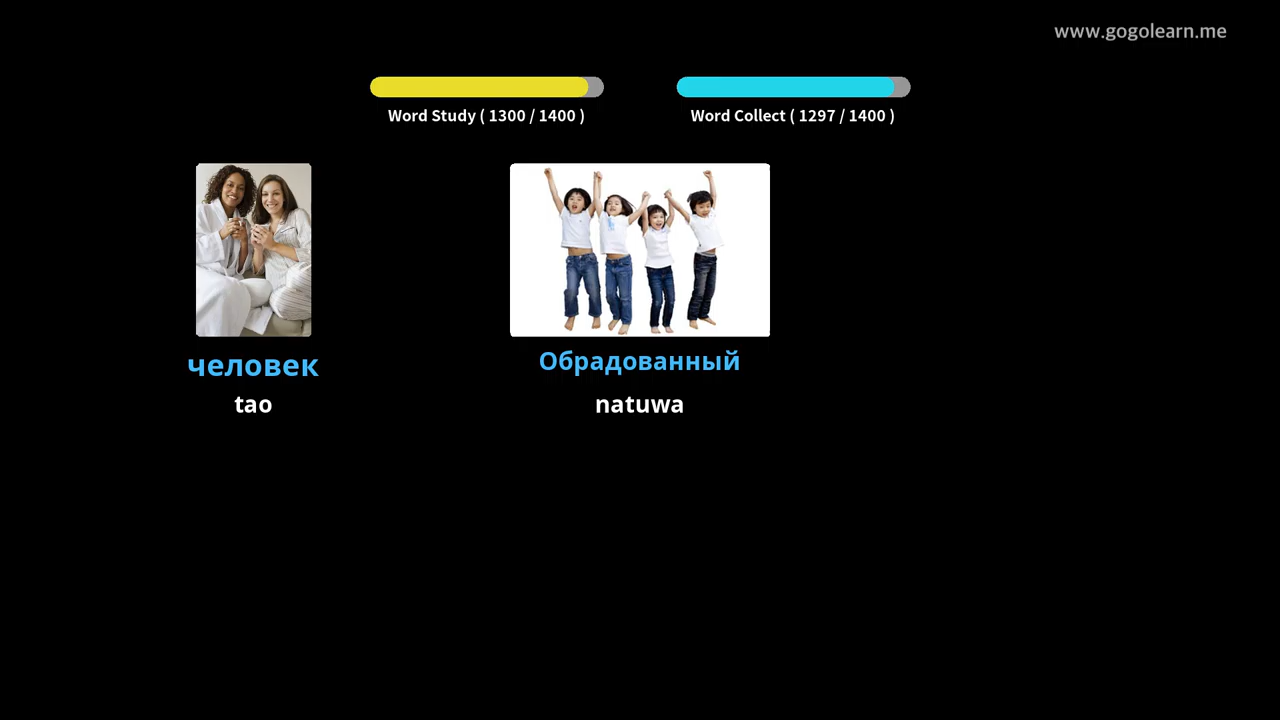 www.gogolearn.me
Word Study ( 1300 / 1400 )
Word Collect ( 1297 / 1400 )
человек
Обрадованный
tao
natuwa